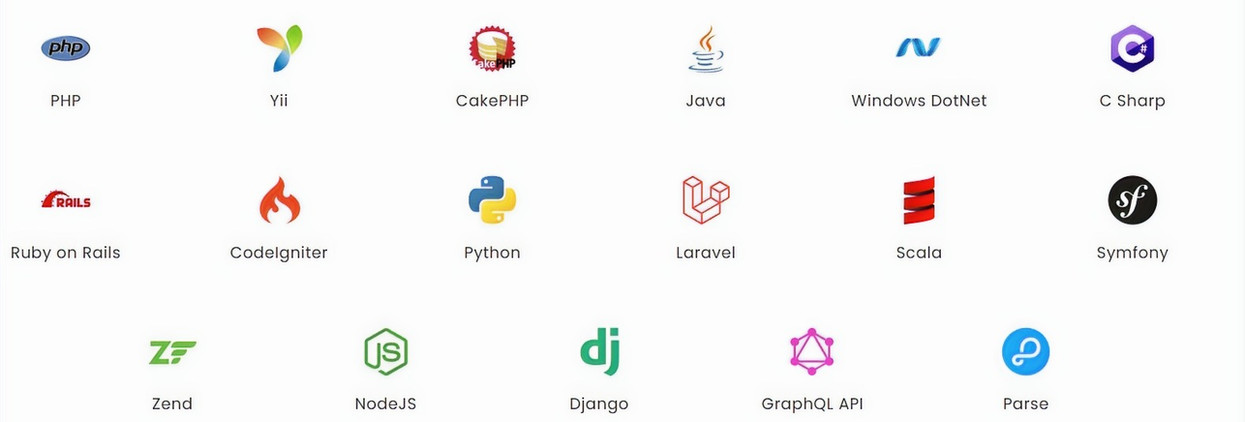 php
CakePHP
C#
PHP
Yii
CakePHP
Java
Windows DotNet
C Sharp
RAILS
sf
Ruby on Rails
CodeIgniter
Python
Laravel
Scala
Symfony
ZF
JS
dj
Zend
NodeJS
Django
GraphQL API
Parse